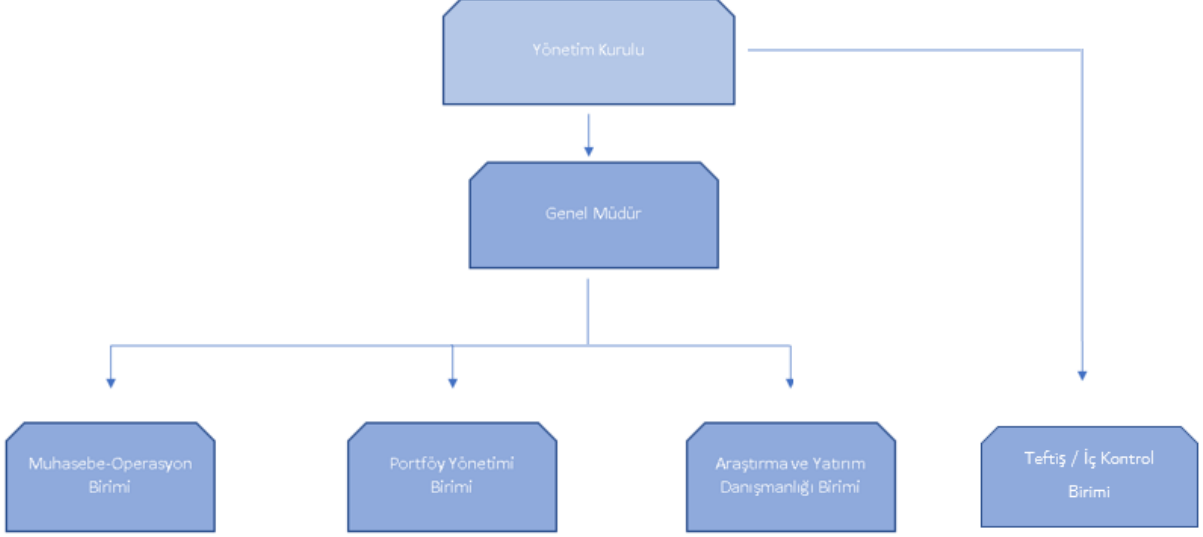 Yönetim Kurulu
Genel Müdür
Muhasebe-Operasyon
Birimi
Portföy Yönetimi
Birimi
Araştırma ve Yatırım
Danışmanlığı Birimi
Teftiş / İç Kontrol
Birimi